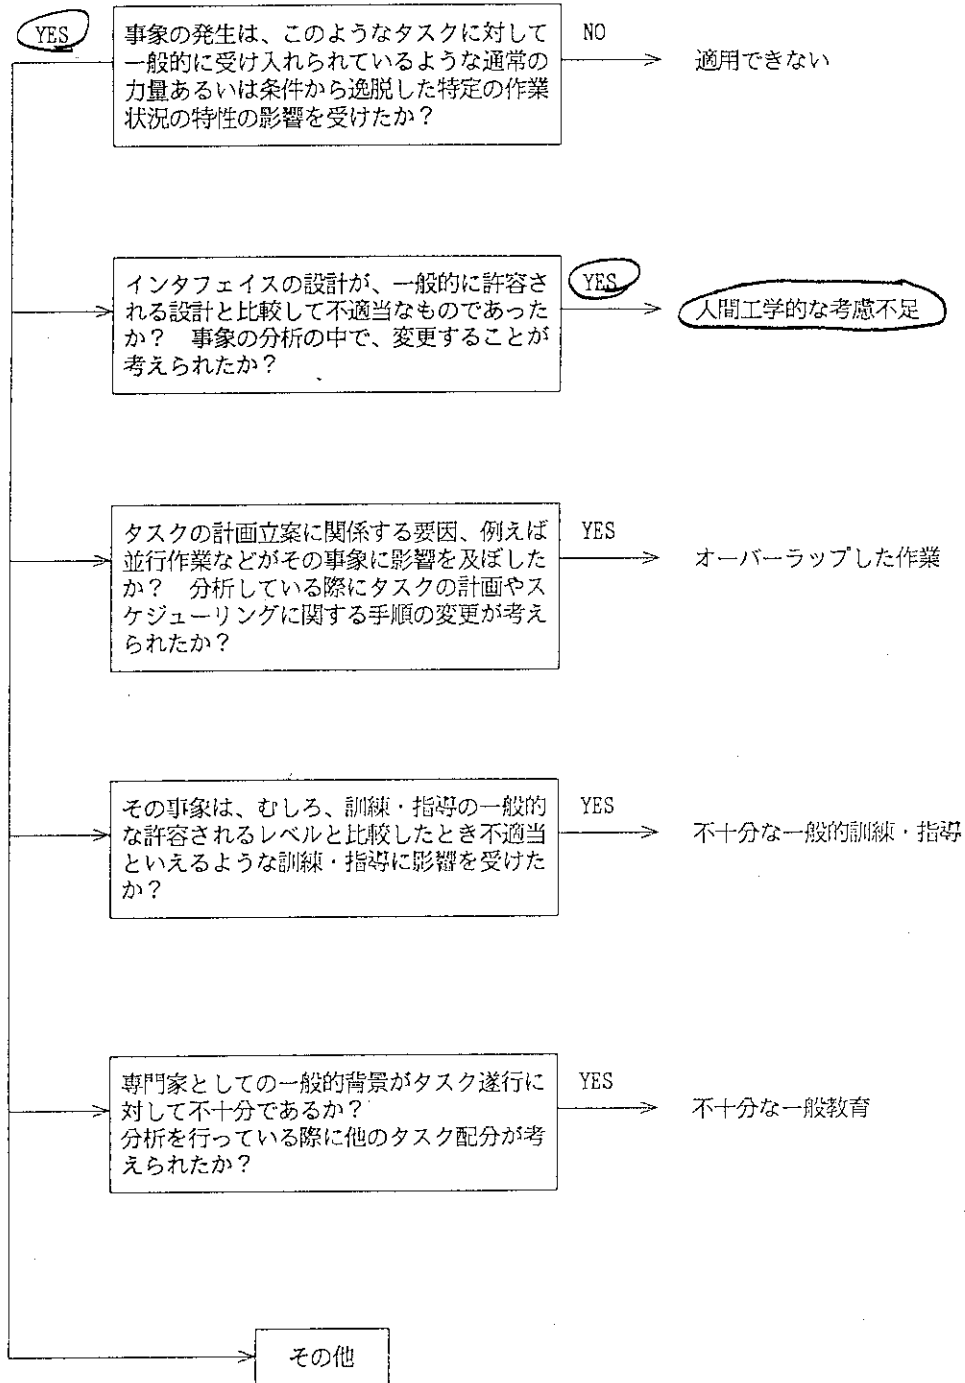 YES
事象の発生は、このようなタスクに対して
一般的に受け入れられているような通常の
力量あるいは条件から逸脱した特定の作業
状況の特性の影響を受けたか？
NO
適用できない
インタフェイスの設計が、一般的に許容さ
れる設計と比較して不適当なものであった
か？　事象の分析の中で、変更することが
考えられたか？
YES
人間工学的な考慮不足
タスクの計画立案に関係する要因、例えば
並行作業などがその事象に影響を及ぼした
か？　分析している際にタスクの計画やス
ケジューリングに関する手順の変更が考え
られたか？
YES
オーバーラップした作業
その事象は、むしろ、訓練・指導の一般的
な許容されるレベルと比較したとき不適当
といえるような訓練・指導に影響を受けた
か？
YES
不十分な一般的訓練・指導
専門家としての一般的背景がタスク遂行に
対して不十分であるか？
分析を行っている際に他のタスク配分が考
えられたか？
YES
不十分な一般教育
その他